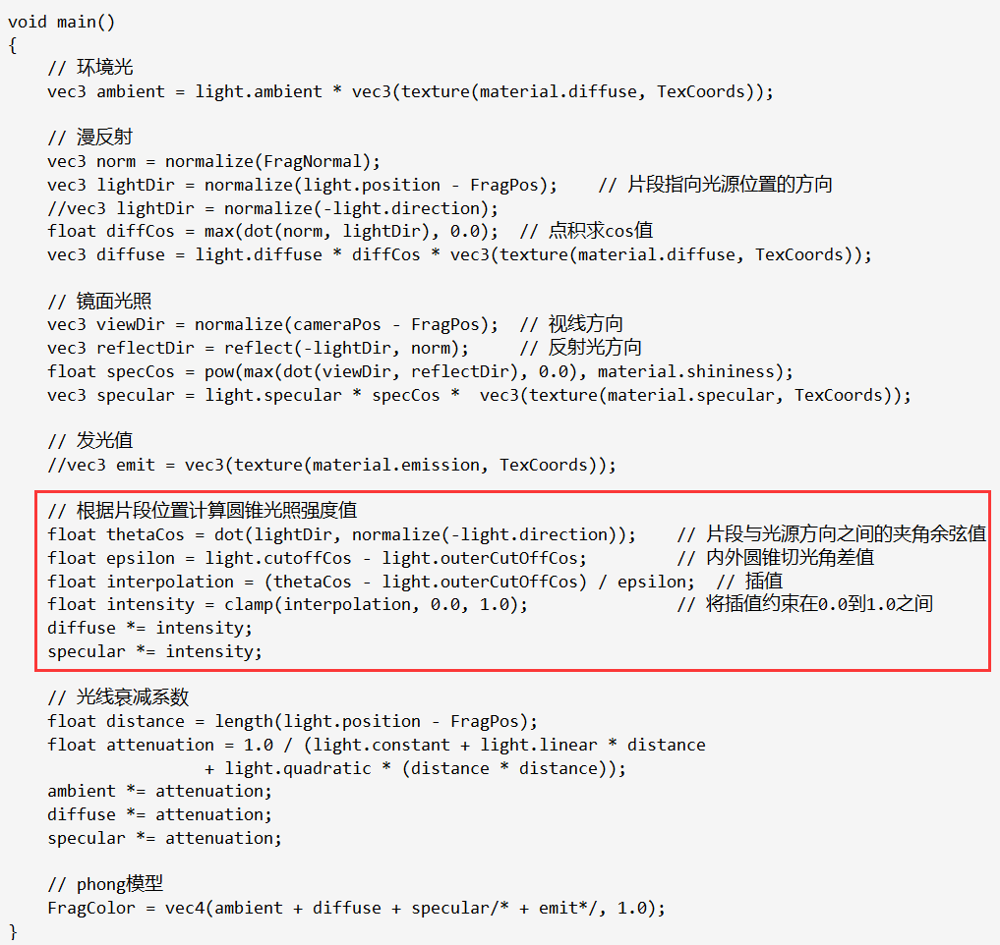 void main()
{
    // 环境光
    vec3 ambient = light.ambient * vec3(texture(material.diffuse, TexCoords));

    // 漫反射
    vec3 norm = normalize(FragNormal);
    vec3 lightDir = normalize(light.position - FragPos);    // 片段指向光源位置的方向
    //vec3 lightDir = normalize(-light.direction);
    float diffCos = max(dot(norm, lightDir), 0.0);  // 点积求cos值
    vec3 diffuse = light.diffuse * diffCos * vec3(texture(material.diffuse, TexCoords));

    // 镜面光照
    vec3 viewDir = normalize(cameraPos - FragPos);  // 视线方向
    vec3 reflectDir = reflect(-lightDir, norm);     // 反射光方向
    float specCos = pow(max(dot(viewDir, reflectDir), 0.0), material.shininess);
    vec3 specular = light.specular * specCos *  vec3(texture(material.specular, TexCoords));

    // 发光值
    //vec3 emit = vec3(texture(material.emission, TexCoords));

    // 根据片段位置计算圆锥光照强度值
    float thetaCos = dot(lightDir, normalize(-light.direction));    // 片段与光源方向之间的夹角余弦值
    float epsilon = light.cutoffCos - light.outerCutOffCos;         // 内外圆锥切光角差值
    float interpolation = (thetaCos - light.outerCutOffCos) / epsilon;  // 插值
    float intensity = clamp(interpolation, 0.0, 1.0);               // 将插值约束在0.0到1.0之间
    diffuse *= intensity;
    specular *= intensity;

    // 光线衰减系数
    float distance = length(light.position - FragPos);
    float attenuation = 1.0 / (light.constant + light.linear * distance
                    + light.quadratic * (distance * distance));
    ambient *= attenuation;
    diffuse *= attenuation;
    specular *= attenuation;

    // phong模型
    FragColor = vec4(ambient + diffuse + specular/* + emit*/, 1.0);
}